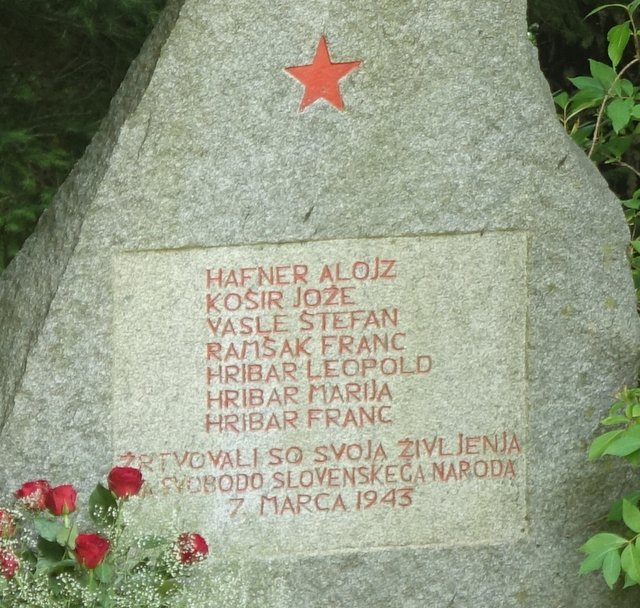 HAFNER ALOJZ
KOŠIR JOŽE
VASLE ŠTEFAN
RAMŠAK FRANC
HRIBAR LEOPOLD
HRIBAR MARIJA
HRIBAR FRANC
ŽRTVOVALI SO SVOJA ŽIVLJENJA
SVOBODO SLOVENSKEGA NARODA
7 MARCA 1943